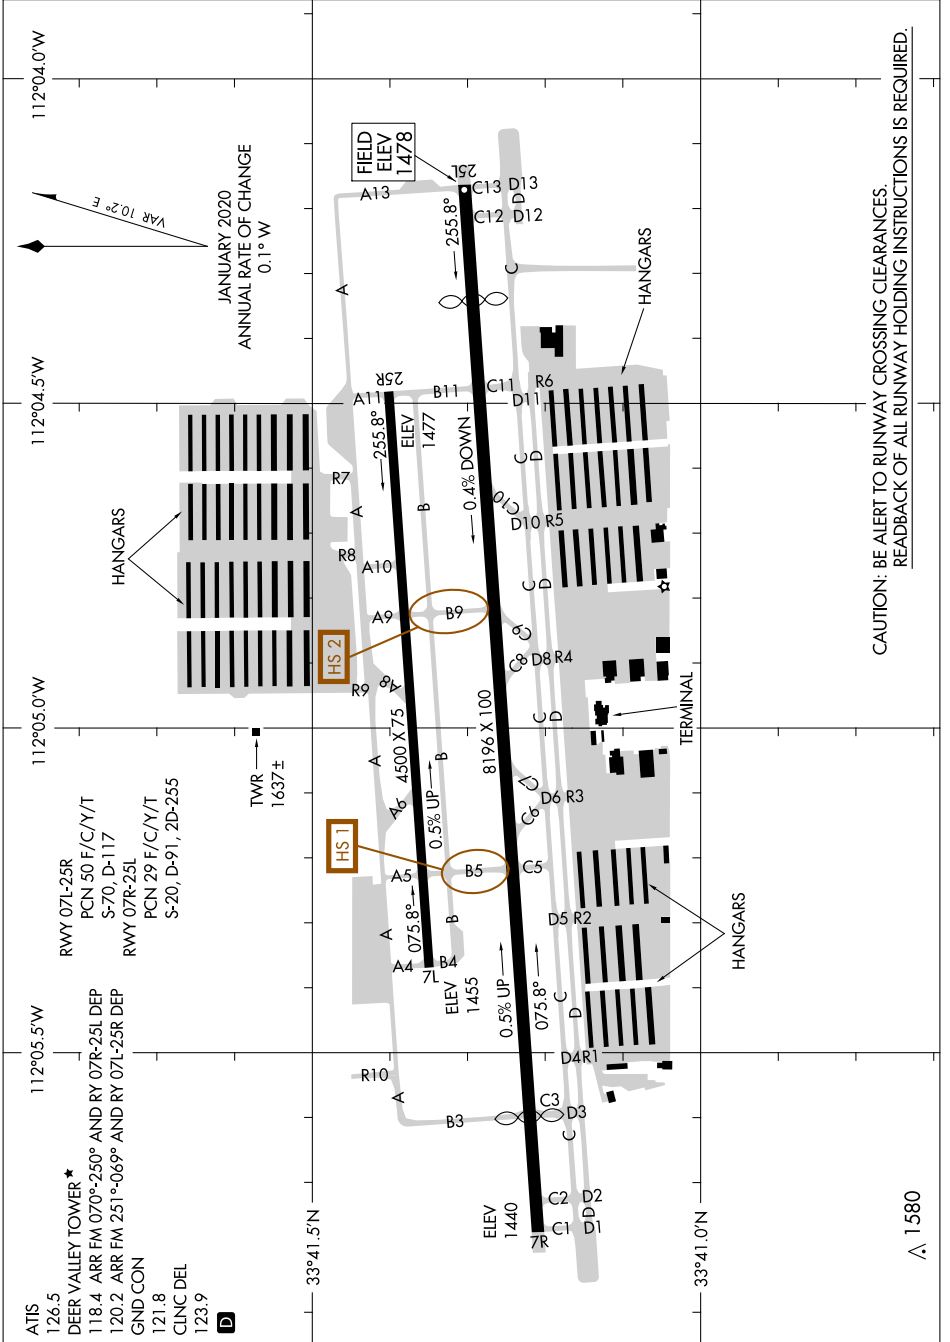 ATIS
126.5
DEER VALLEY TOWER★
118.4 ARR FM 070°-250° AND RY 07R-25L DEP
120.2 ARR FM 251°-069° AND RY 07L-25R DEP
GND CON
121.8
CLNC DEL
123.9
D
RWY 07L-25R
PCN 50 F/C/Y/T
S-70, D-117
RWY 07R-25L
PCN 29 F/C/Y/T
S-20, D-91, 2D-255
JANUARY 2020
ANNUAL RATE OF CHANGE
0.1° W
VAR 10.2° E
112°05.5'W
112°05.0'W
112°04.5'W
112°04.0'W
33°41.5'N
33°41.0'N
TWR
1637±
HANGARS
R10
R9
R8
R7
A
A
A
A
A
A
A4
A5
A6
A8
A9
A10
A11
A13
HS 1
HS 2
7L
075.8°
4500 X 75
255.8°
25R
ELEV
1455
0.5% UP
ELEV
1477
B3
B4
B5
B9
B11
B
B
B
FIELD
ELEV
1478
7R
ELEV
1440
0.5% UP
075.8°
8196 X 100
0.4% DOWN
255.8°
25L
C1
C2
C3
C5
C6
C7
C8
C9
C10
C11
C12
C13
C
C
C
C
C
C
D1
D2
D3
D4
D5
D6
D8
D10
D11
D12
D13
D
D
D
D
D
D
R1
R2
R3
R4
R5
R6
HANGARS
TERMINAL
HANGARS
1580
CAUTION: BE ALERT TO RUNWAY CROSSING CLEARANCES.
READBACK OF ALL RUNWAY HOLDING INSTRUCTIONS IS REQUIRED.